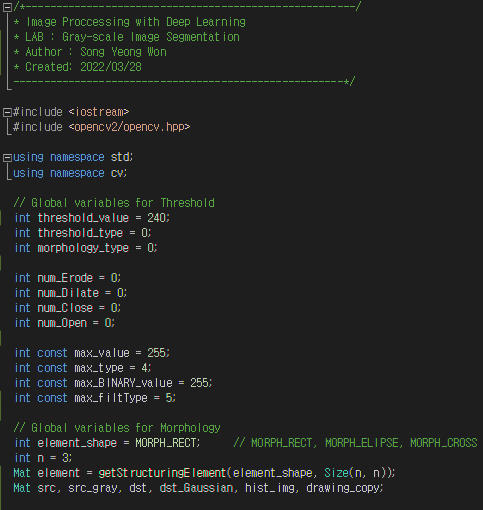 /*------------------------------------------------------/
* Image Proccessing with Deep Learning
* LAB : Gray-scale Image Segmentation
* Author : Song Yeong Won
* Created: 2022/03/28
------------------------------------------------------*/
#include <iostream>
#include <opencv2/opencv.hpp>
using namespace std;
using namespace cv;
// Global variables for Threshold
int threshold_value = 240;
int threshold_type = 0;
int morphology_type = 0;
int num_Erode = 0;
int num_Dilate = 0;
int num_Close = 0;
int num_Open = 0;
int const max_value = 255;
int const max_type = 4;
int const max_BINARY_value = 255;
int const max_filtType = 5;
// Global variables for Morphology
int element_shape = MORPH_RECT; // MORPH_RECT, MORPH_ELIPSE, MORPH_CROSS
int n = 3;
Mat element = getStructuringElement(element_shape, Size(n, n));
Mat src, src_gray, dst, dst_Gaussian, hist_img, drawing_copy;